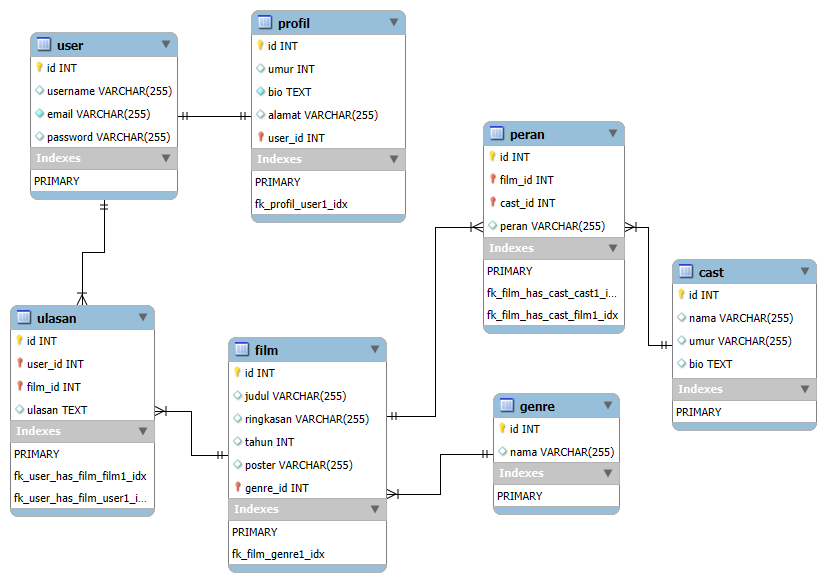 user
id INT
username VARCHAR(255)
email VARCHAR(255)
password VARCHAR(255)
Indexes
PRIMARY
profil
id INT
umur INT
bio TEXT
alamat VARCHAR(255)
user_id INT
Indexes
PRIMARY
fk_profil_user1_idx
peran
id INT
film_id INT
cast_id INT
peran VARCHAR(255)
Indexes
PRIMARY
fk_film_has_cast_cast1_i...
fk_film_has_cast_film1_idx
cast
id INT
nama VARCHAR(255)
umur VARCHAR(255)
bio TEXT
Indexes
PRIMARY
ulasan
id INT
user_id INT
film_id INT
ulasan TEXT
Indexes
PRIMARY
fk_user_has_film_film1_idx
fk_user_has_film_user1_i...
film
id INT
judul VARCHAR(255)
ringkasan VARCHAR(255)
tahun INT
poster VARCHAR(255)
genre_id INT
Indexes
PRIMARY
fk_film_genre1_idx
genre
id INT
nama VARCHAR(255)
Indexes
PRIMARY